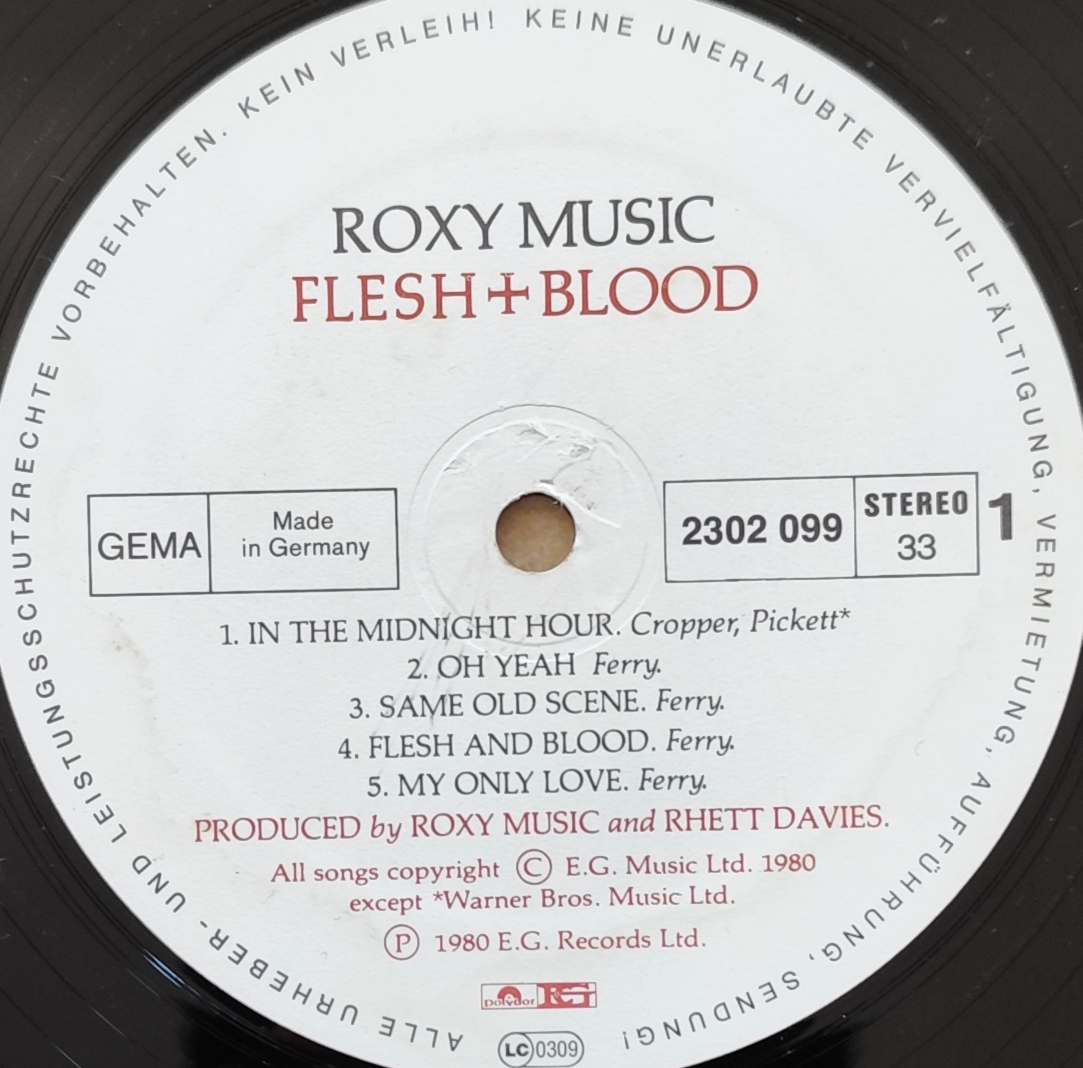 ALLE URHEBER- UND LEISTUNGSSCHUTZRECHTE VORBEHALTEN. KEIN VERLEIH! KEINE UNERLAUBTE VERVIELFÄLTIGUNG, VERMIETUNG, AUFFÜHRUNG, SENDUNG!
ROXY MUSIC
FLESH+BLOOD
GEMA
Made
in Germany
2302 099
STEREO
33
1
1. IN THE MIDNIGHT HOUR. Cropper, Pickett*
2. OH YEAH Ferry.
3. SAME OLD SCENE. Ferry.
4. FLESH AND BLOOD. Ferry.
5. MY ONLY LOVE. Ferry.
PRODUCED by ROXY MUSIC and RHETT DAVIES.
All songs copyright © E.G. Music Ltd. 1980
except *Warner Bros. Music Ltd.
℗ 1980 E.G. Records Ltd.
Polydor EG
LC 0309